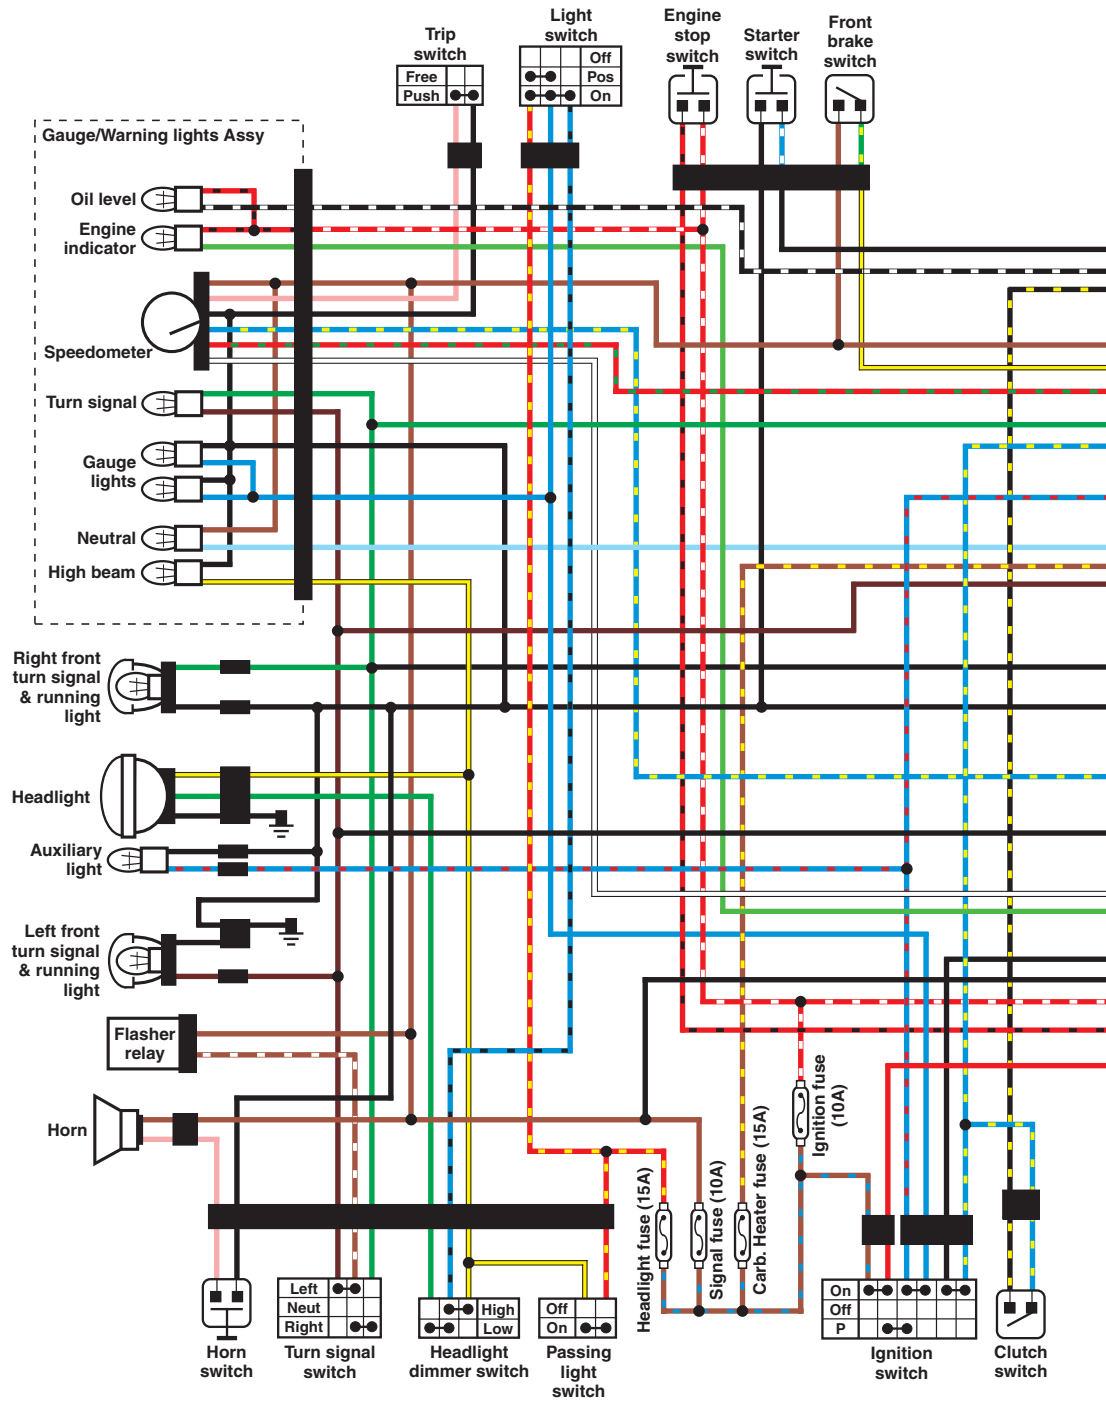 Trip
switch
Free
Push
Light
switch
Off
Pos
On
Engine
stop
switch
Starter
switch
Front
brake
switch
Gauge/Warning lights Assy
Oil level
Engine
indicator
Speedometer
Turn signal
Gauge
lights
Neutral
High beam
Right front
turn signal
& running
light
Headlight
Auxiliary
light
Left front
turn signal
& running
light
Flasher
relay
Horn
Headlight fuse (15A)
Signal fuse (10A)
Carb. Heater fuse (15A)
Ignition fuse
(10A)
Horn
switch
Left
Neut
Right
Turn signal
switch
High
Low
Headlight
dimmer switch
Off
On
Passing
light
switch
On
Off
P
Ignition
switch
Clutch
switch